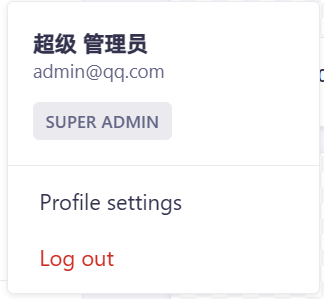 超级 管理员
admin@qq.com
SUPER ADMIN
Profile settings
Log out